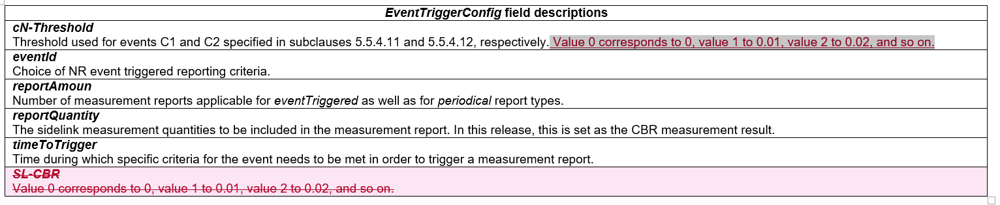 EventTriggerConfig field descriptions
cN-Threshold
Threshold used for events C1 and C2 specified in subclauses 5.5.4.11 and 5.5.4.12, respectively. Value 0 corresponds to 0, value 1 to 0.01, value 2 to 0.02, and so on.
eventId
Choice of NR event triggered reporting criteria.
reportAmoun
Number of measurement reports applicable for eventTriggered as well as for periodical report types.
reportQuantity
The sidelink measurement quantities to be included in the measurement report. In this release, this is set as the CBR measurement result.
timeToTrigger
Time during which specific criteria for the event needs to be met in order to trigger a measurement report.
SL-CBR
Value 0 corresponds to 0, value 1 to 0.01, value 2 to 0.02, and so on.